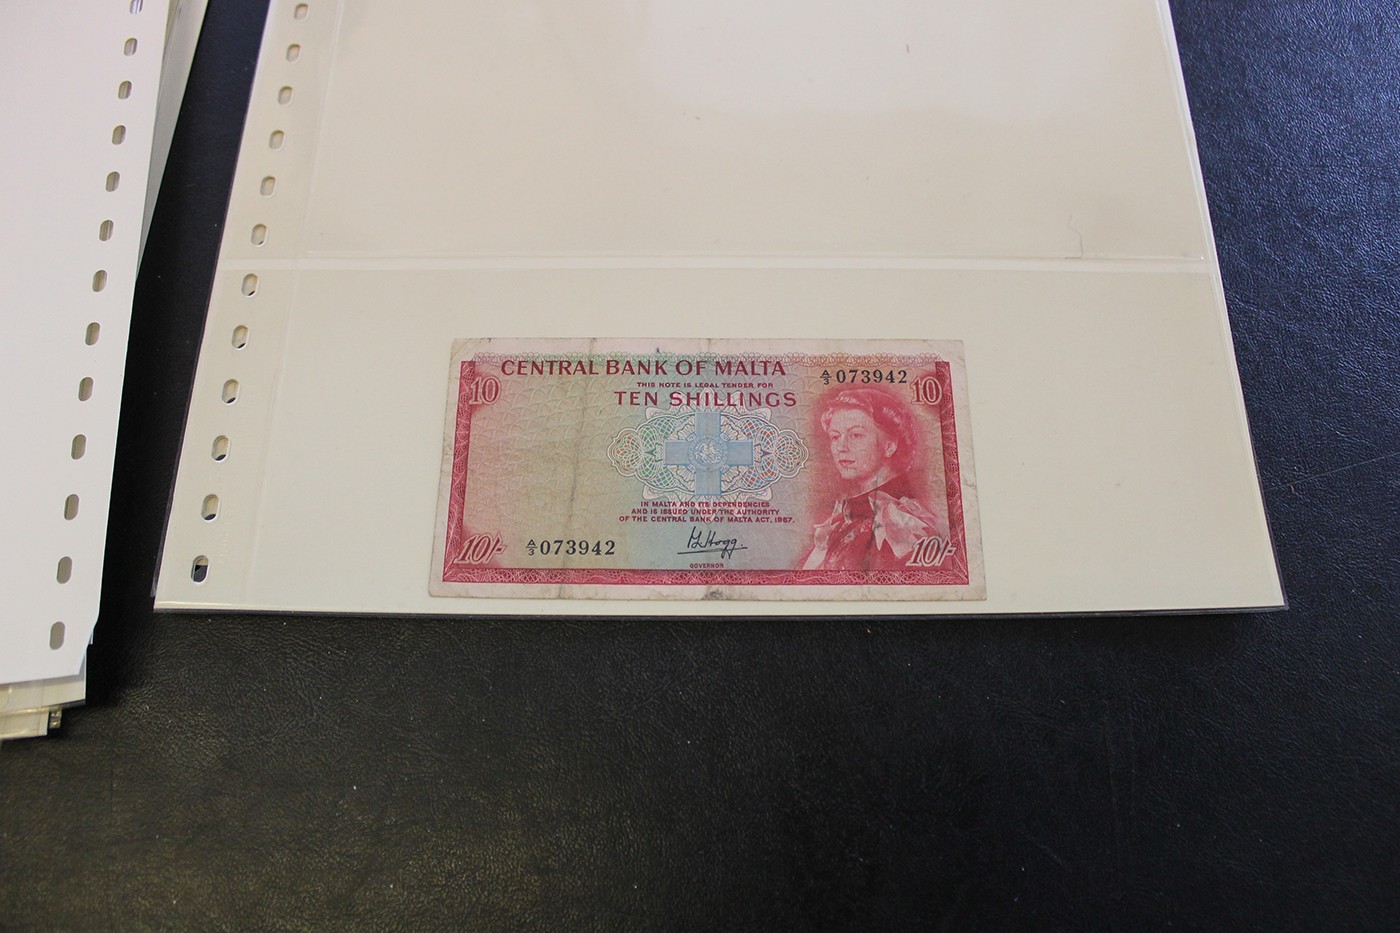 CENTRAL BANK OF MALTA
THIS NOTE IS LEGAL TENDER FOR
TEN SHILLINGS
A/3 073942
10
10
IN MALTA AND ITS DEPENDENCIES
AND IS ISSUED UNDER THE AUTHORITY
OF THE CENTRAL BANK OF MALTA ACT, 1967.
A/3 073942
P.L. Hogg.
GOVERNOR
10/-
10/-